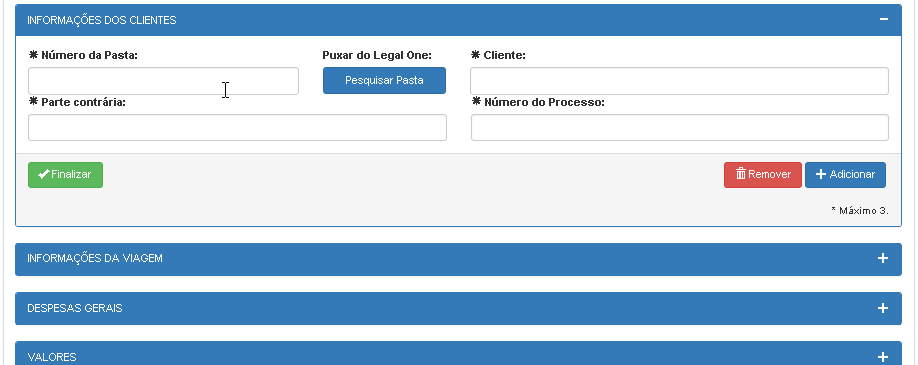 INFORMAÇÕES DOS CLIENTES
* Número da Pasta: Puxar do Legal One: * Cliente:
Pesquisar Pasta
* Parte contrária: * Número do Processo:
Finalizar Remover + Adicionar
* Máximo 3.
INFORMAÇÕES DA VIAGEM
DESPESAS GERAIS
VALORES